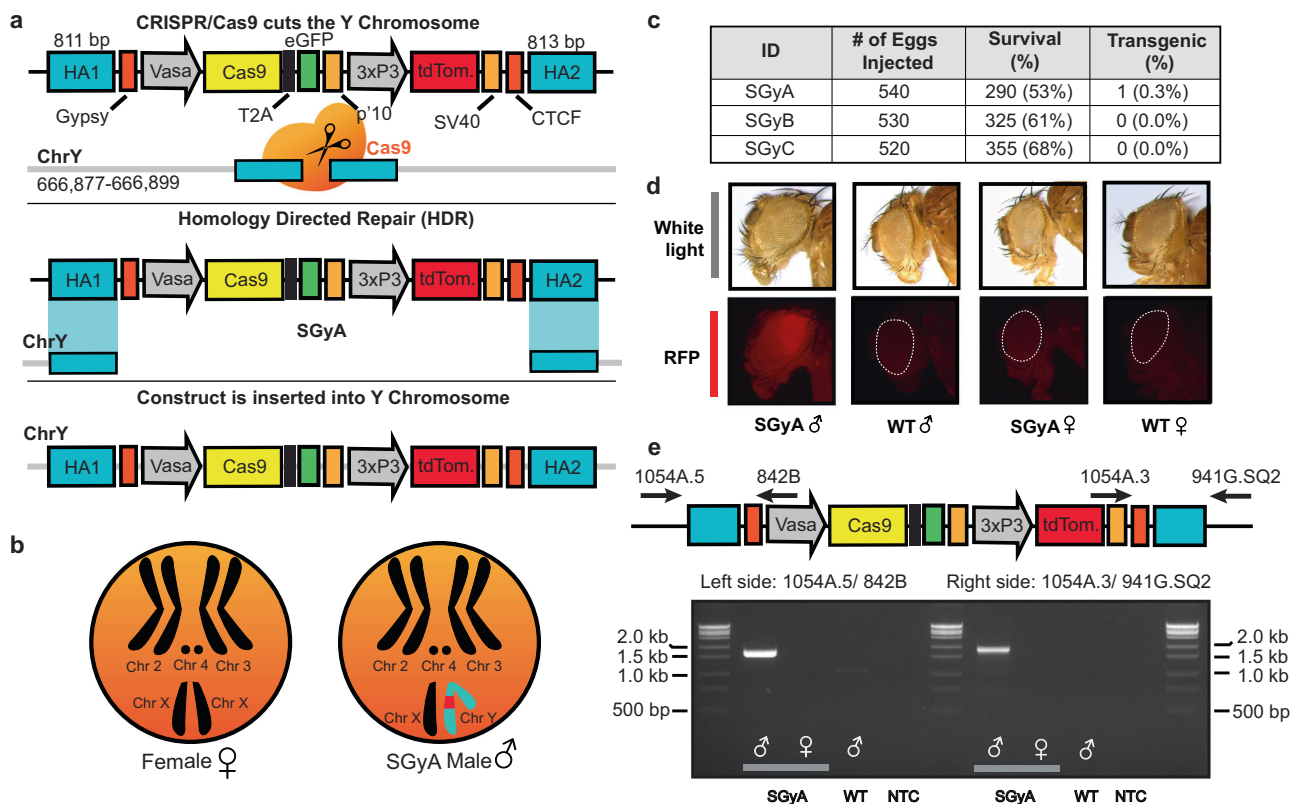 a
CRISPR/Cas9 cuts the Y Chromosome
811 bp
eGFP
813 bp
HA1
Vasa
Cas9
3xP3
tdTom.
HA2
Gypsy
T2A
p'10
SV40
CTCF
Cas9
ChrY
666,877-666,899
Homology Directed Repair (HDR)
HA1
Vasa
Cas9
3xP3
tdTom.
HA2
SGyA
ChrY
Construct is inserted into Y Chromosome
ChrY
HA1
Vasa
Cas9
3xP3
tdTom.
HA2
b
Chr 2
Chr 4
Chr 3
Chr X
Chr X
Female ♀
Chr 2
Chr 4
Chr 3
Chr X
Chr Y
SGyA Male ♂
c
ID
# of Eggs
Injected
Survival
(%)
Transgenic
(%)
SGyA 540 290 (53%) 1 (0.3%)
SGyB 530 325 (61%) 0 (0.0%)
SGyC 520 355 (68%) 0 (0.0%)
d
White
light
RFP
SGyA ♂ WT ♂ SGyA ♀ WT ♀
e
1054A.5
842B
1054A.3
941G.SQ2
Vasa
Cas9
3xP3
tdTom.
Left side: 1054A.5/ 842B
Right side: 1054A.3/ 941G.SQ2
2.0 kb
1.5 kb
1.0 kb
500 bp
2.0 kb
1.5 kb
1.0 kb
500 bp
♂ ♀ ♂
♂ ♀ ♂
SGyA WT NTC
SGyA WT NTC